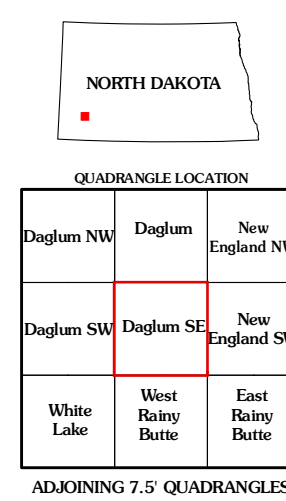 NORTH DAKOTA
QUADRANGLE LOCATION
Daglum NW
Daglum
New
England NW
Daglum SW
Daglum SE
New
England SW
White
Lake
West
Rainy
Butte
East
Rainy
Butte
ADJOINING 7.5' QUADRANGLES